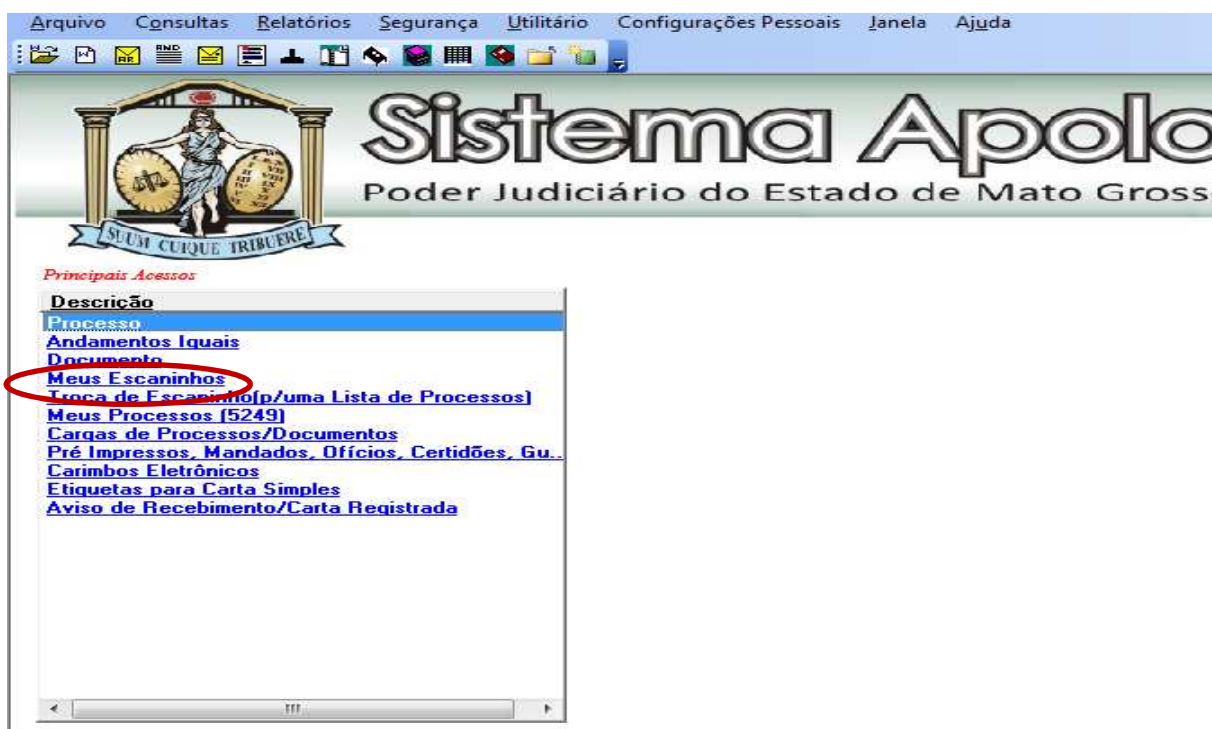 Arquivo Consultas Relatórios Segurança Utilitário Configurações Pessoais Janela Ajuda
Sistema Apolo
Poder Judiciário do Estado de Mato Gross
SUUM CUIQUE TRIBUERE
Principais Acessos
Descrição
Processo
Andamentos Iguais
Documento
Meus Escaninhos
Troca de Escaninho(p/uma Lista de Processos)
Meus Processos (5249)
Cargas de Processos/Documentos
Pré Impressos, Mandados, Ofícios, Certidões, Gu..
Carimbos Eletrônicos
Etiquetas para Carta Simples
Aviso de Recebimento/Carta Registrada